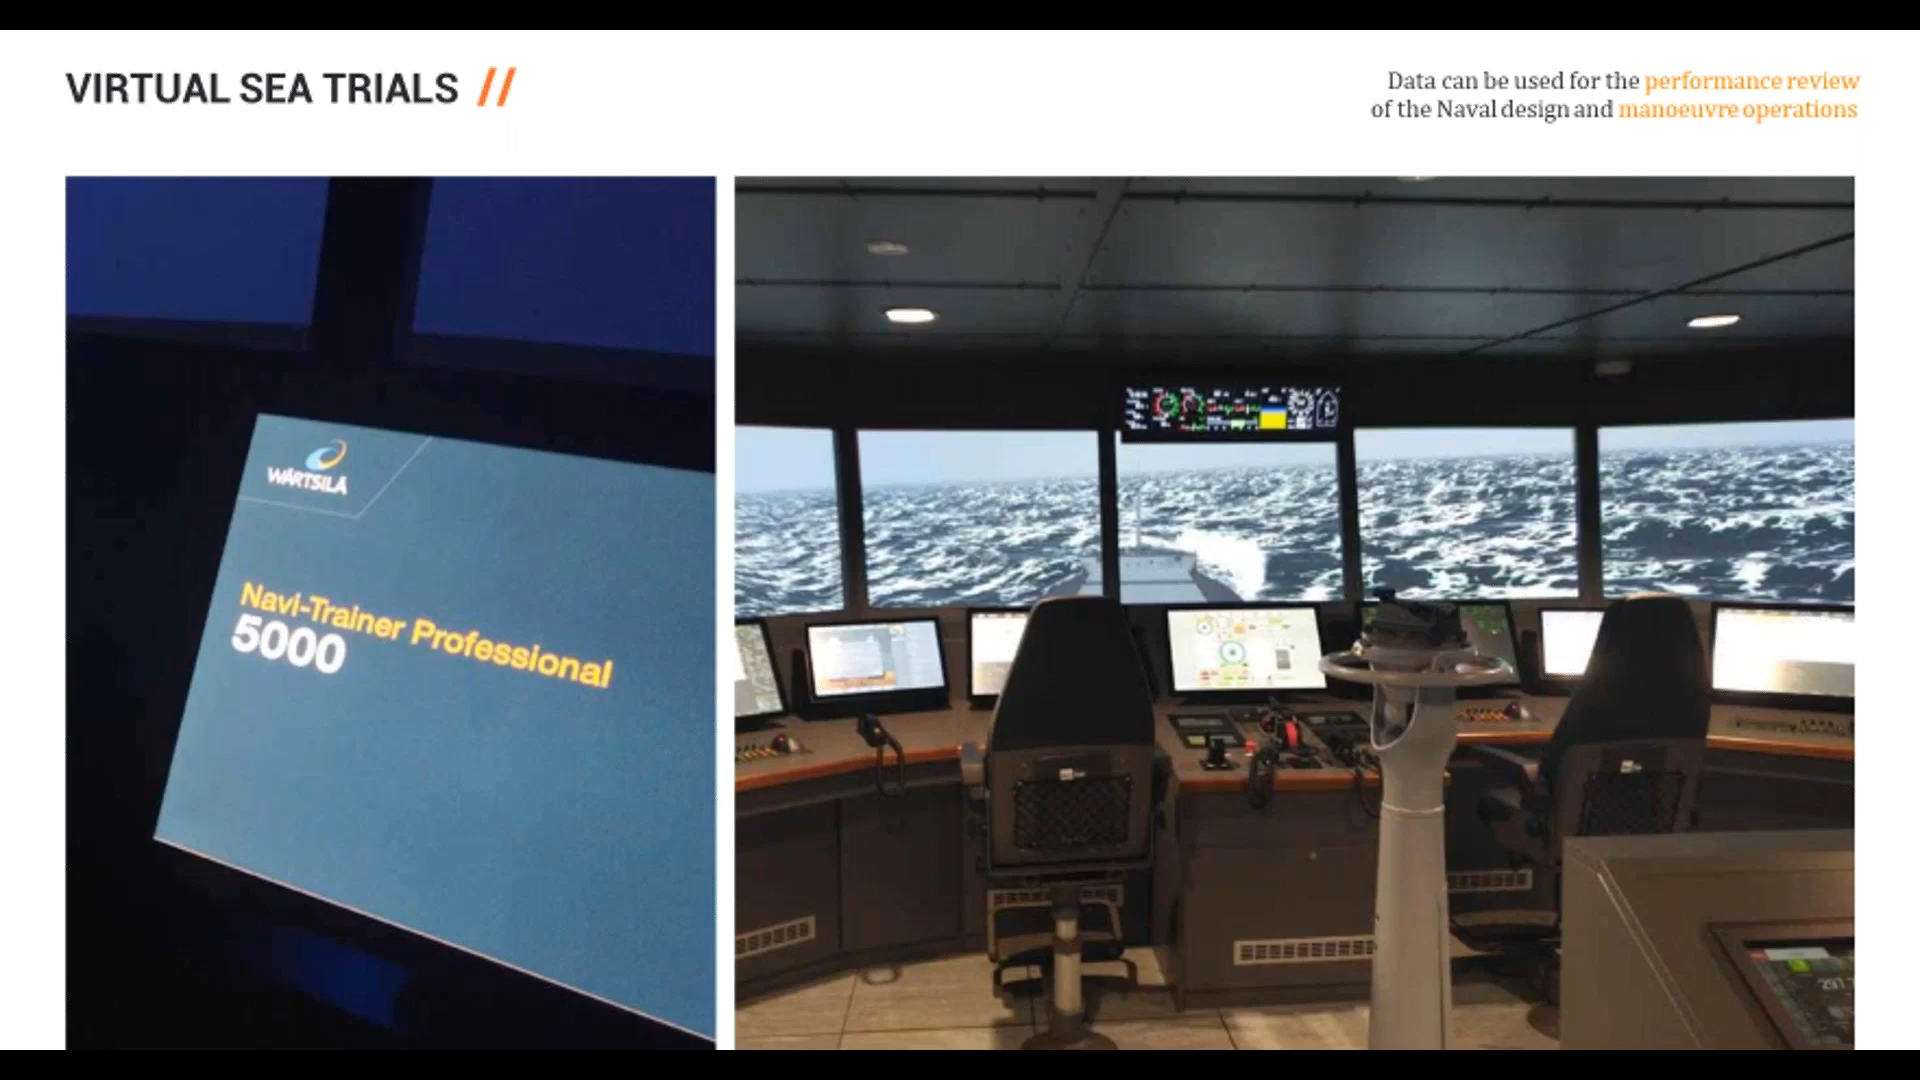 VIRTUAL SEA TRIALS //
Data can be used for the performance review
of the Naval design and manoeuvre operations
WÄRTSILÄ
Navi-Trainer Professional
5000